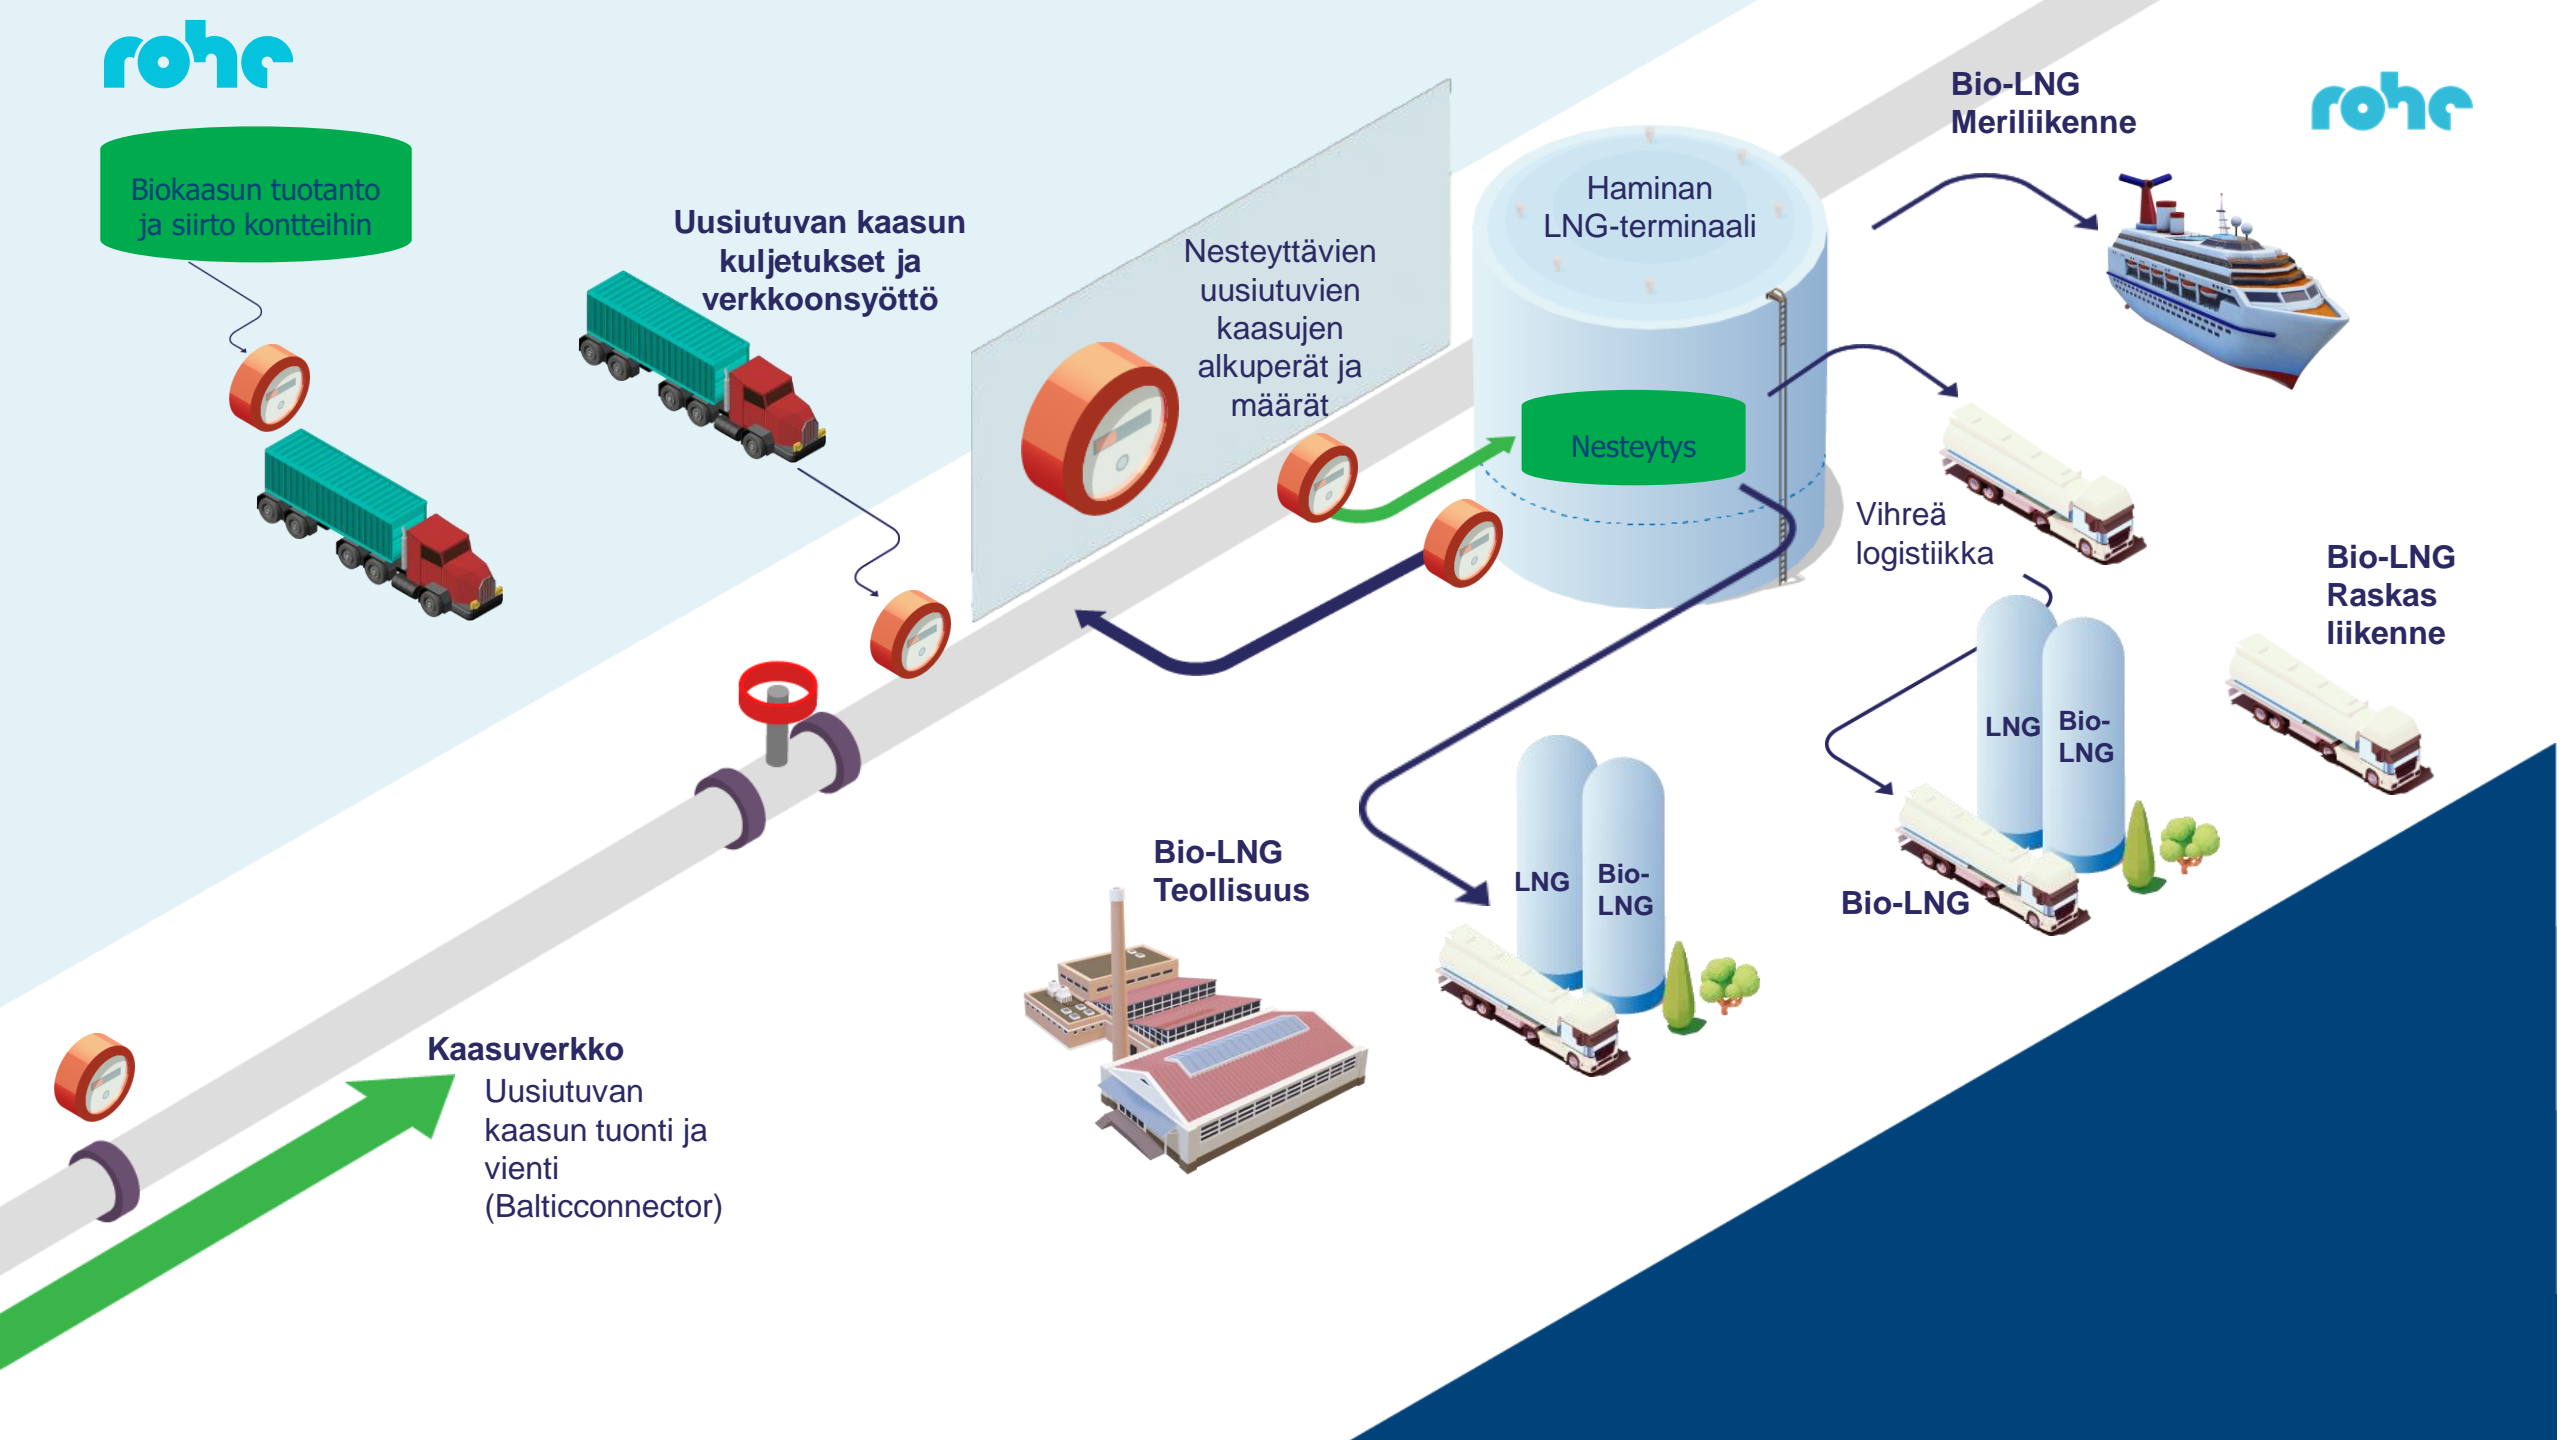 rohe
Biokaasun tuotanto
ja siirto kontteihin
Uusiutuvan kaasun
kuljetukset ja
verkkoonsyöttö
Nesteyttävien
uusiutuvien
kaasujen
alkuperät ja
määrät
Haminan
LNG-terminaali
Nesteytys
Bio-LNG
Meriliikenne
rohe
Vihreä
logistiikka
Bio-LNG
Raskas
liikenne
LNG
Bio-
LNG
Bio-LNG
Bio-LNG
Teollisuus
LNG
Bio-
LNG
Kaasuverkko
Uusiutuvan
kaasun tuonti ja
vienti
(Balticconnector)